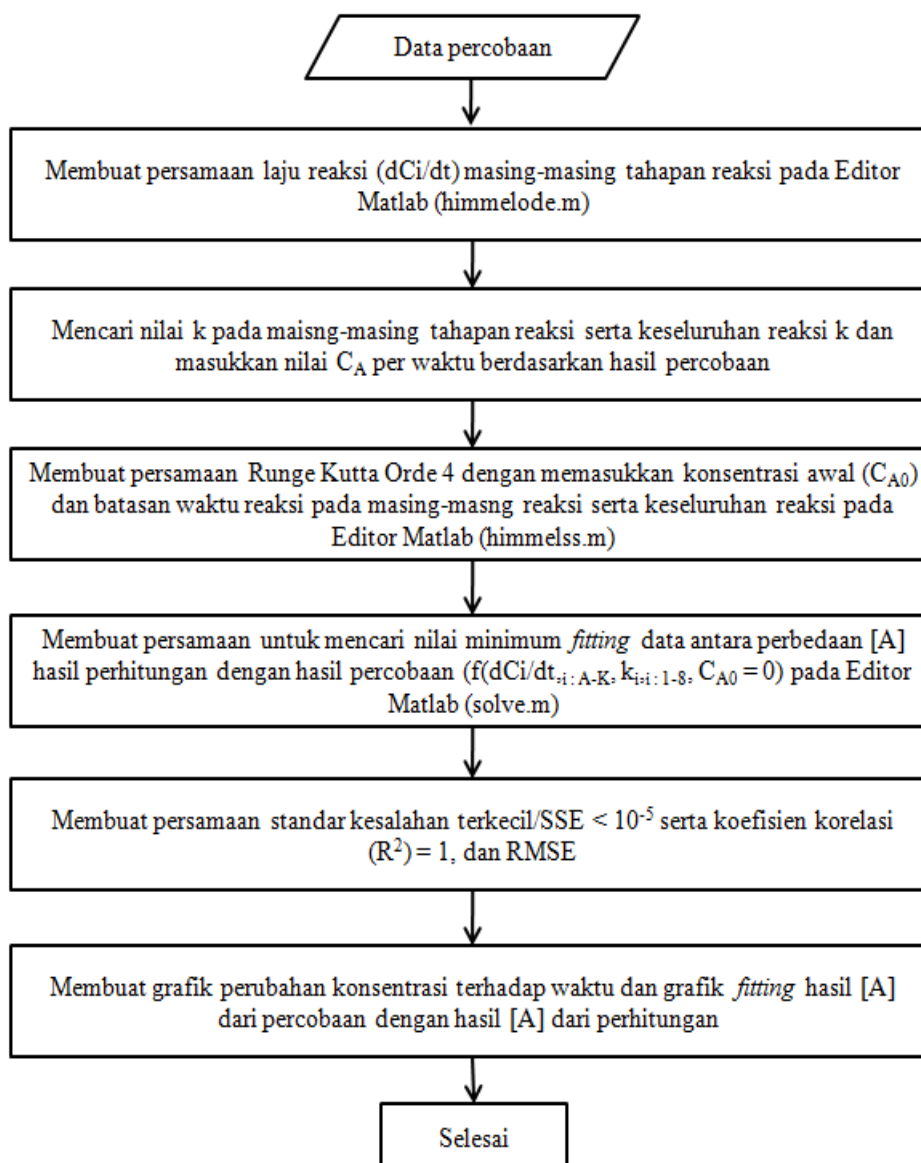 Data percobaan
Membuat persamaan laju reaksi (dCi/dt) masing-masing tahapan reaksi pada Editor
Matlab (himmelode.m)
Mencari nilai k pada maisng-masing tahapan reaksi serta keseluruhan reaksi k dan
masukkan nilai C_A per waktu berdasarkan hasil percobaan
Membuat persamaan Runge Kutta Orde 4 dengan memasukkan konsentrasi awal (C_A0)
dan batasan waktu reaksi pada masing-masng reaksi serta keseluruhan reaksi pada
Editor Matlab (himmelss.m)
Membuat persamaan untuk mencari nilai minimum fitting data antara perbedaan [A]
hasil perhitungan dengan hasil percobaan (f(dCi/dt,,i : A-K, k_i,i : 1-8, C_A0 = 0) pada Editor
Matlab (solve.m)
Membuat persamaan standar kesalahan terkecil/SSE < 10⁻⁵ serta koefisien korelasi
(R²) = 1, dan RMSE
Membuat grafik perubahan konsentrasi terhadap waktu dan grafik fitting hasil [A]
dari percobaan dengan hasil [A] dari perhitungan
Selesai